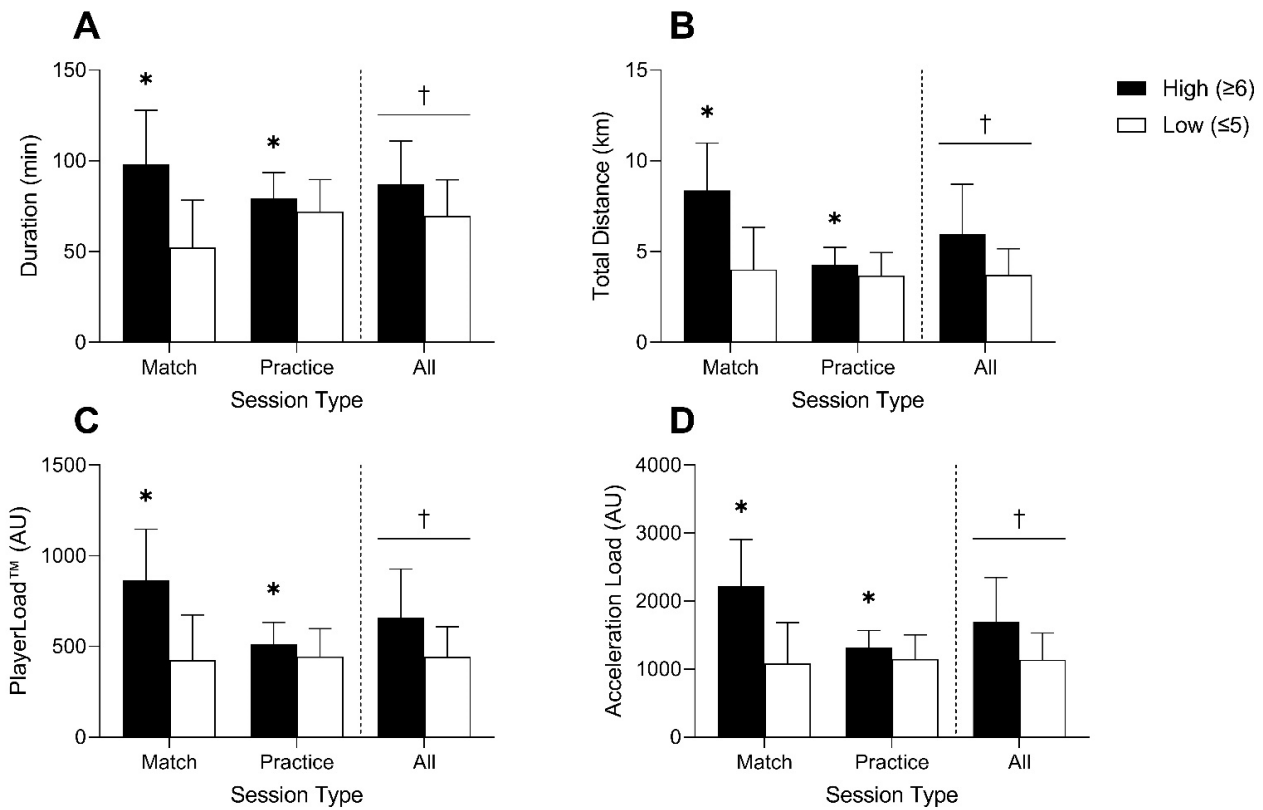 A
Duration (min)
150
100
50
0
*
*
†
Match
Practice
All
Session Type
B
Total Distance (km)
15
10
5
0
*
*
†
Match
Practice
All
Session Type
High (≥6)
Low (≤5)
C
PlayerLoad™ (AU)
1500
1000
500
0
*
*
†
Match
Practice
All
Session Type
D
Acceleration Load (AU)
4000
3000
2000
1000
0
*
*
†
Match
Practice
All
Session Type